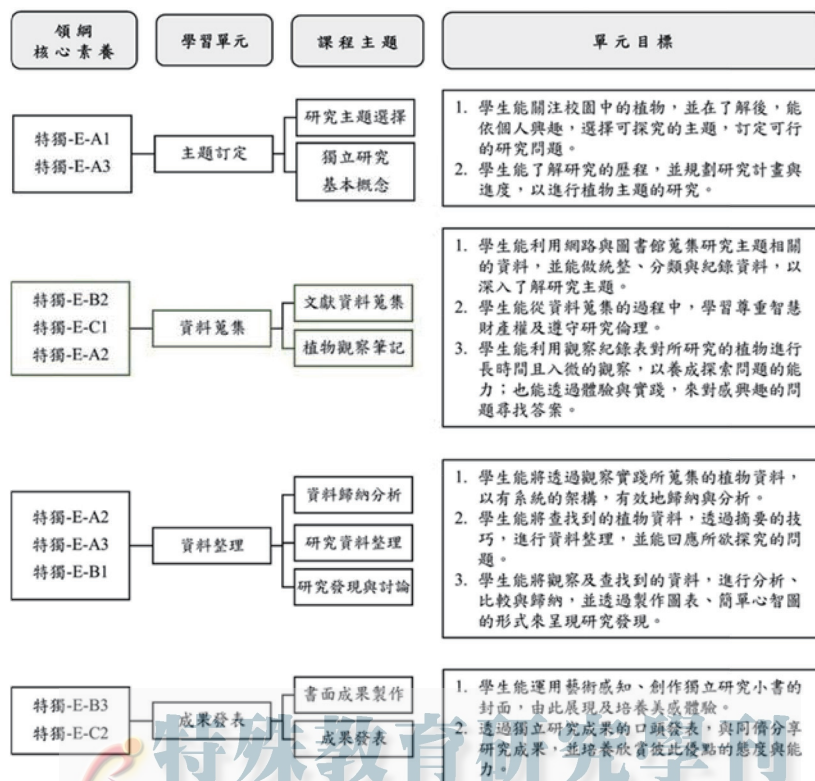 領綱
核心素養
學習單元
課程主題
單元目標
特獨-E-A1
特獨-E-A3
主題訂定
研究主題選擇
獨立研究
基本概念
1. 學生能關注校園中的植物，並在了解後，能
依個人興趣，選擇可探究的主題，訂定可行
的研究問題。
2. 學生能了解研究的歷程，並規劃研究計畫與
進度，以進行植物主題的研究。
特獨-E-B2
特獨-E-C1
特獨-E-A2
資料蒐集
文獻資料蒐集
植物觀察筆記
1. 學生能利用網路與圖書館蒐集研究主題相關
的資料，並能做統整、分類與紀錄資料，以
深入了解研究主題。
2. 學生能從資料蒐集的過程中，學習尊重智慧
財產權及遵守研究倫理。
3. 學生能利用觀察紀錄表對所研究的植物進行
長時間且入微的觀察，以養成探索問題的能
力；也能透過體驗與實踐，來對感興趣的問
題尋找答案。
特獨-E-A2
特獨-E-A3
特獨-E-B1
資料整理
資料歸納分析
研究資料整理
研究發現與討論
1. 學生能將透過觀察實踐所蒐集的植物資料，
以有系統的架構，有效地歸納與分析。
2. 學生能將查找到的植物資料，透過摘要的技
巧，進行資料整理，並能回應所欲探究的問
題。
3. 學生能將觀察及查找到的資料，進行分析、
比較與歸納，並透過製作圖表、簡單心智圖
的形式來呈現研究發現。
特獨-E-B3
特獨-E-C2
成果發表
書面成果製作
成果發表
1. 學生能運用藝術感知、創作獨立研究小書的
封面，由此展現及培養美感體驗。
2. 透過獨立研究成果的口頭發表，與同儕分享
研究成果，並培養欣賞彼此優點的態度與能
力。
特殊教育研究學刊